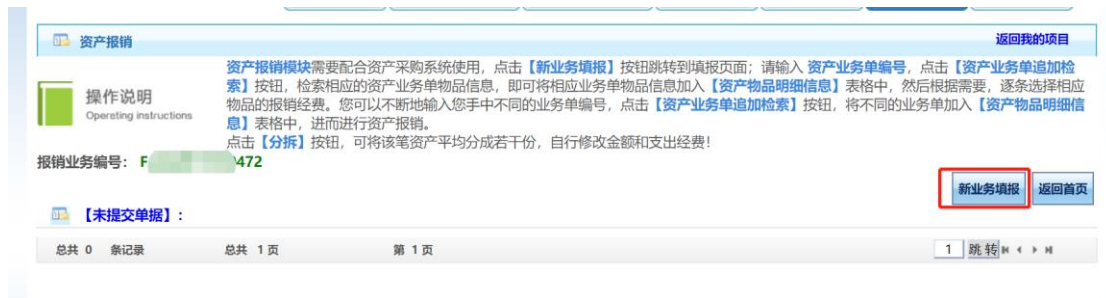 资产报销
返回我的项目
操作说明
Operating instructions
资产报销模块需要配合资产采购系统使用，点击【新业务填报】按钮跳转到填报页面；请输入 资产业务单编号，点击【资产业务单追加检
索】按钮，检索相应的资产业务单物品信息，即可将相应业务单物品信息加入【资产物品明细信息】表格中，然后根据需要，逐条选择相应
物品的报销经费。您可以不断地输入您手中不同的业务单编号，点击【资产业务单追加检索】按钮，将不同的业务单加入【资产物品明细信
息】表格中，进而进行资产报销。
点击【分拆】按钮，可将该笔资产平均分成若干份，自行修改金额和支出经费！
报销业务编号： F 472
新业务填报 返回首页
【未提交单据】：
总共 0 条记录 总共 1 页 第 1 页 1 跳 转